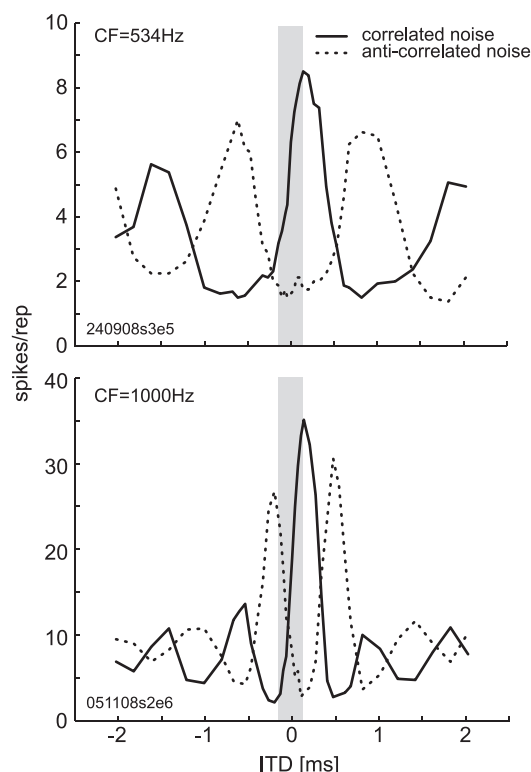 10
CF=534Hz
correlated noise
anti-correlated noise
8
6
4
2
240908s3e5
0
spikes/rep
40
CF=1000Hz
30
20
10
051108s2e6
0
-2 -1 0 1 2
ITD [ms]